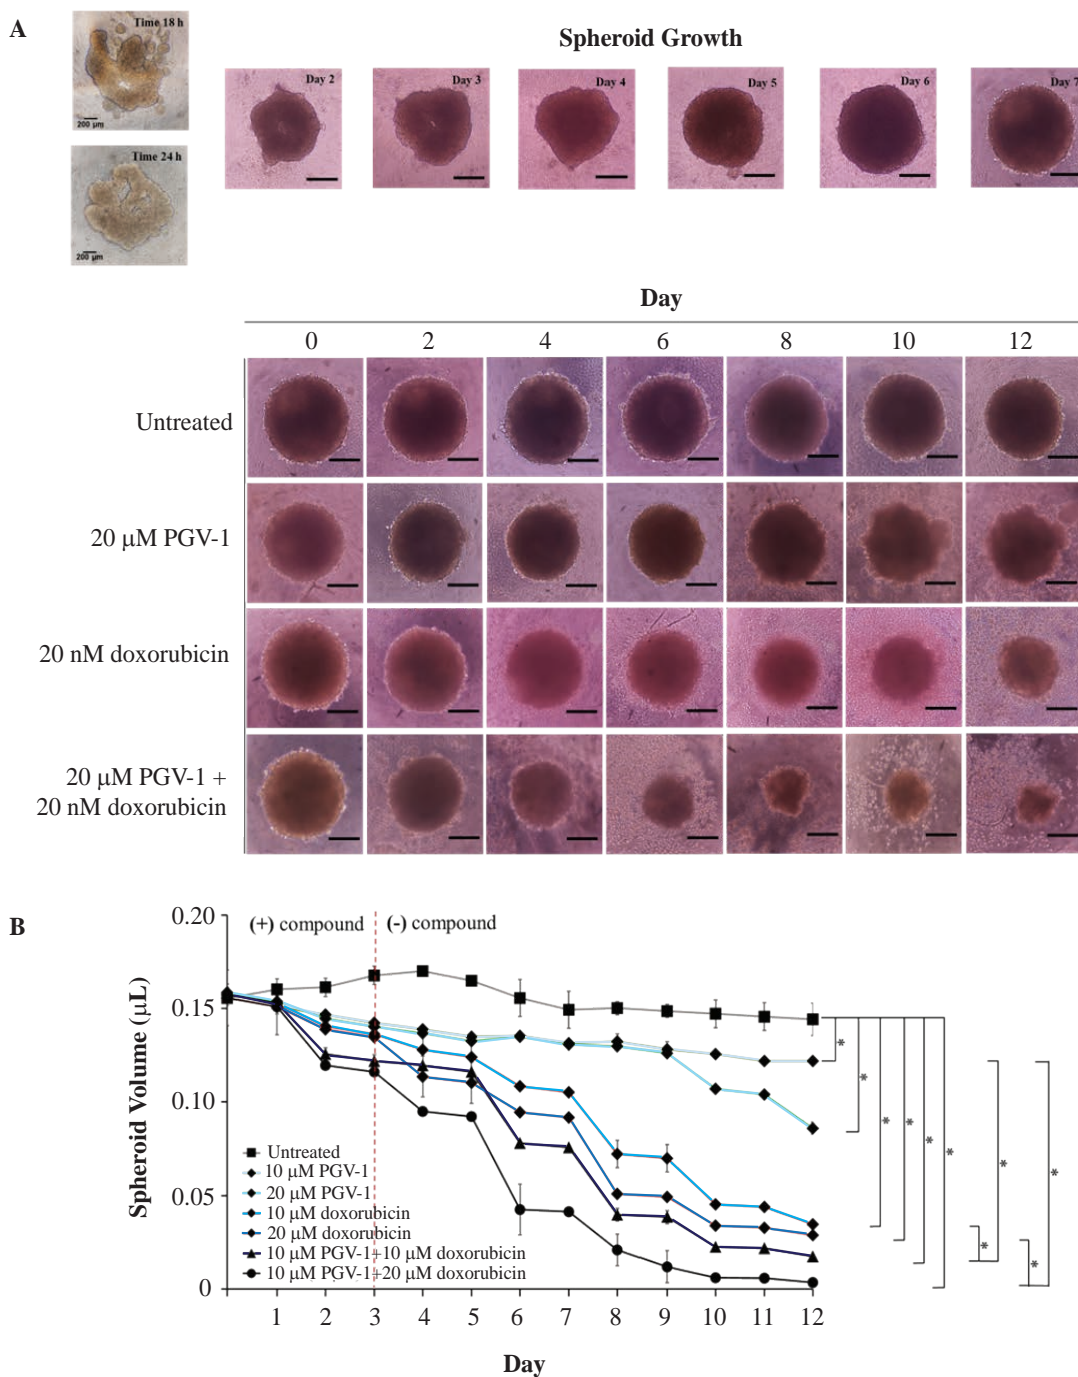 A
Time 18 h
200 µm
Time 24 h
200 µm
Spheroid Growth
Day 2
Day 3
Day 4
Day 5
Day 6
Day 7
Day
0 2 4 6 8 10 12
Untreated
20 µM PGV-1
20 nM doxorubicin
20 µM PGV-1 +
20 nM doxorubicin
B
(+) compound
(-) compound
Spheroid Volume (µL)
0.20
0.15
0.10
0.05
0
Untreated
10 µM PGV-1
20 µM PGV-1
10 µM doxorubicin
20 µM doxorubicin
10 µM PGV-1+10 µM doxorubicin
10 µM PGV-1+20 µM doxorubicin
* * * * * * * * * *
1 2 3 4 5 6 7 8 9 10 11 12
Day